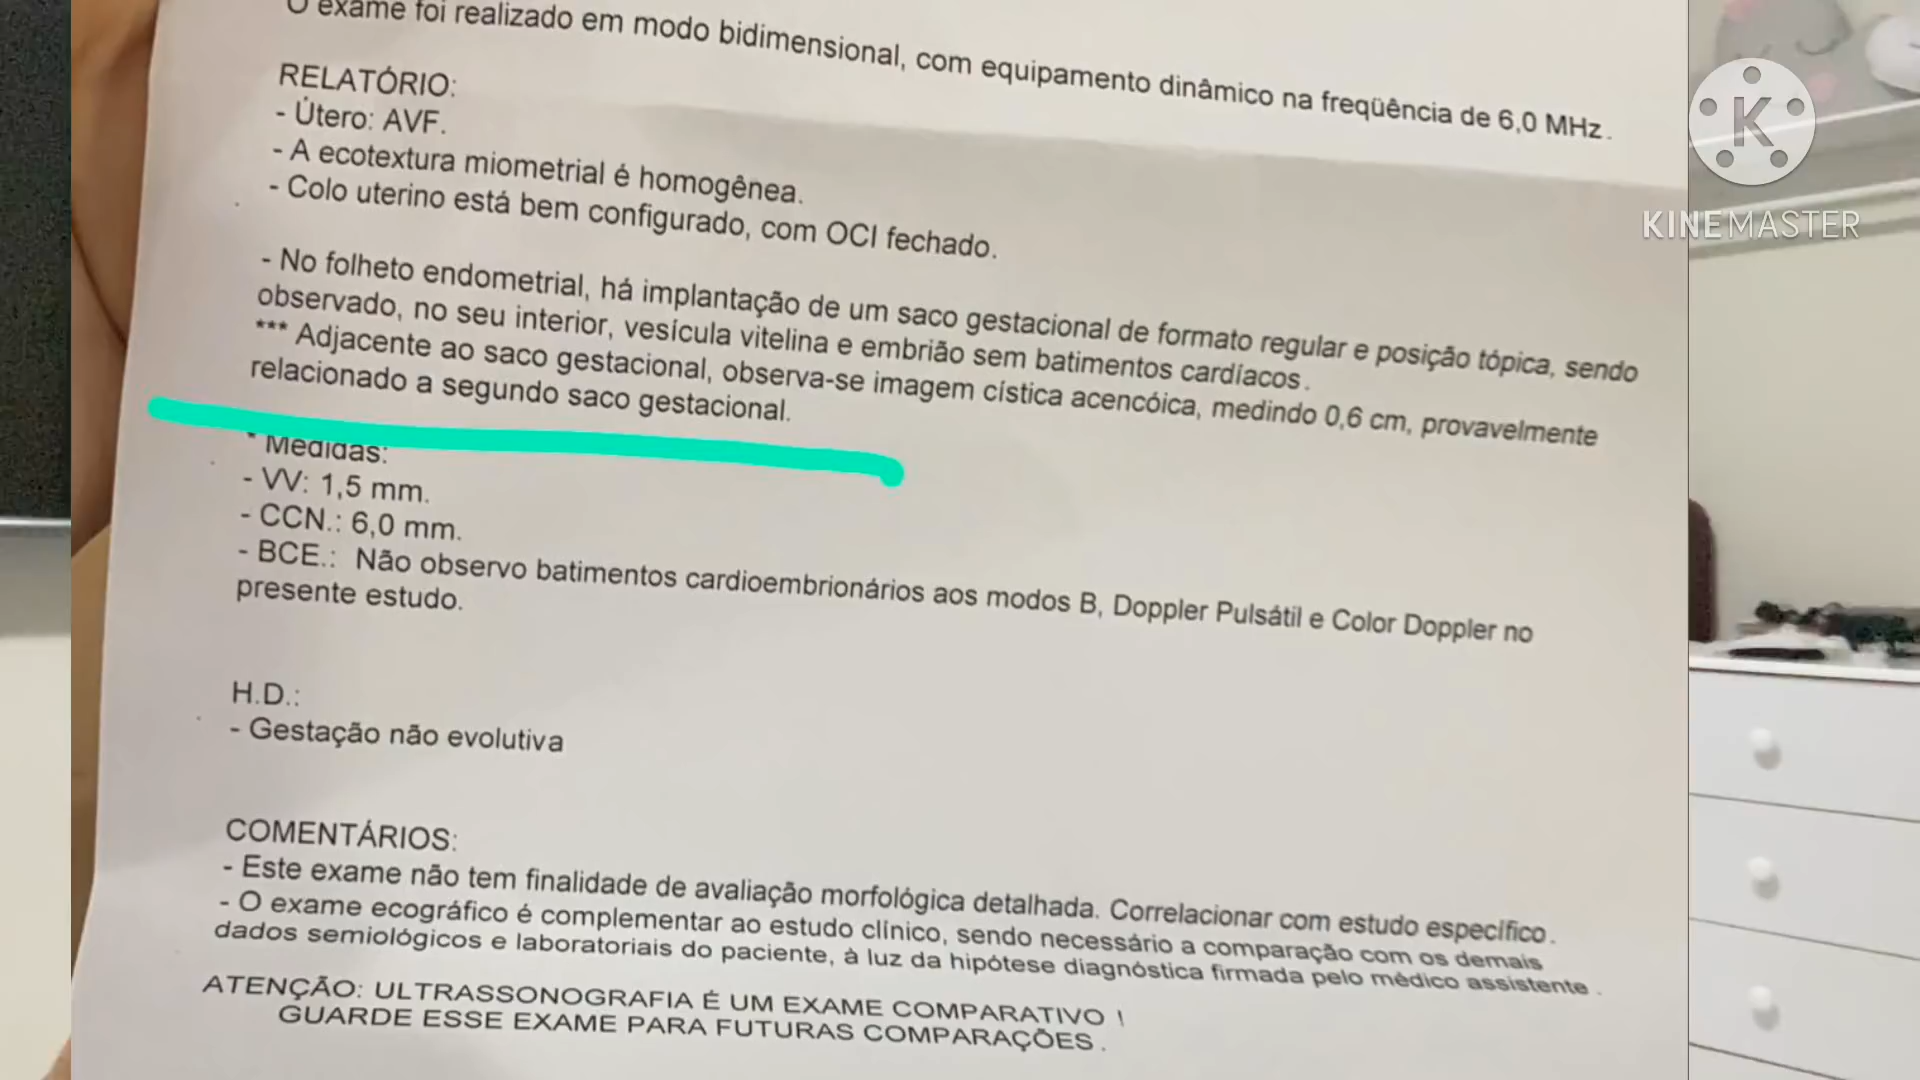 O exame foi realizado em modo bidimensional, com equipamento dinâmico na freqüência de 6,0 MHz.
RELATÓRIO:
- Útero: AVF.
- A ecotextura miometrial é homogênea.
- Colo uterino está bem configurado, com OCI fechado.
- No folheto endometrial, há implantação de um saco gestacional de formato regular e posição tópica, sendo
observado, no seu interior, vesícula vitelina e embrião sem batimentos cardíacos.
*** Adjacente ao saco gestacional, observa-se imagem cística acencóica, medindo 0,6 cm, provavelmente
relacionado a segundo saco gestacional.
* Medidas:
- VV: 1,5 mm.
- CCN.: 6,0 mm.
- BCE.: Não observo batimentos cardioembrionários aos modos B, Doppler Pulsátil e Color Doppler no
presente estudo.
H.D.:
- Gestação não evolutiva
COMENTÁRIOS:
- Este exame não tem finalidade de avaliação morfológica detalhada. Correlacionar com estudo específico.
- O exame ecográfico é complementar ao estudo clínico, sendo necessário a comparação com os demais
dados semiológicos e laboratoriais do paciente, à luz da hipótese diagnóstica firmada pelo médico assistente.
ATENÇÃO: ULTRASSONOGRAFIA É UM EXAME COMPARATIVO !
GUARDE ESSE EXAME PARA FUTURAS COMPARAÇÕES.
K
KINEMASTER